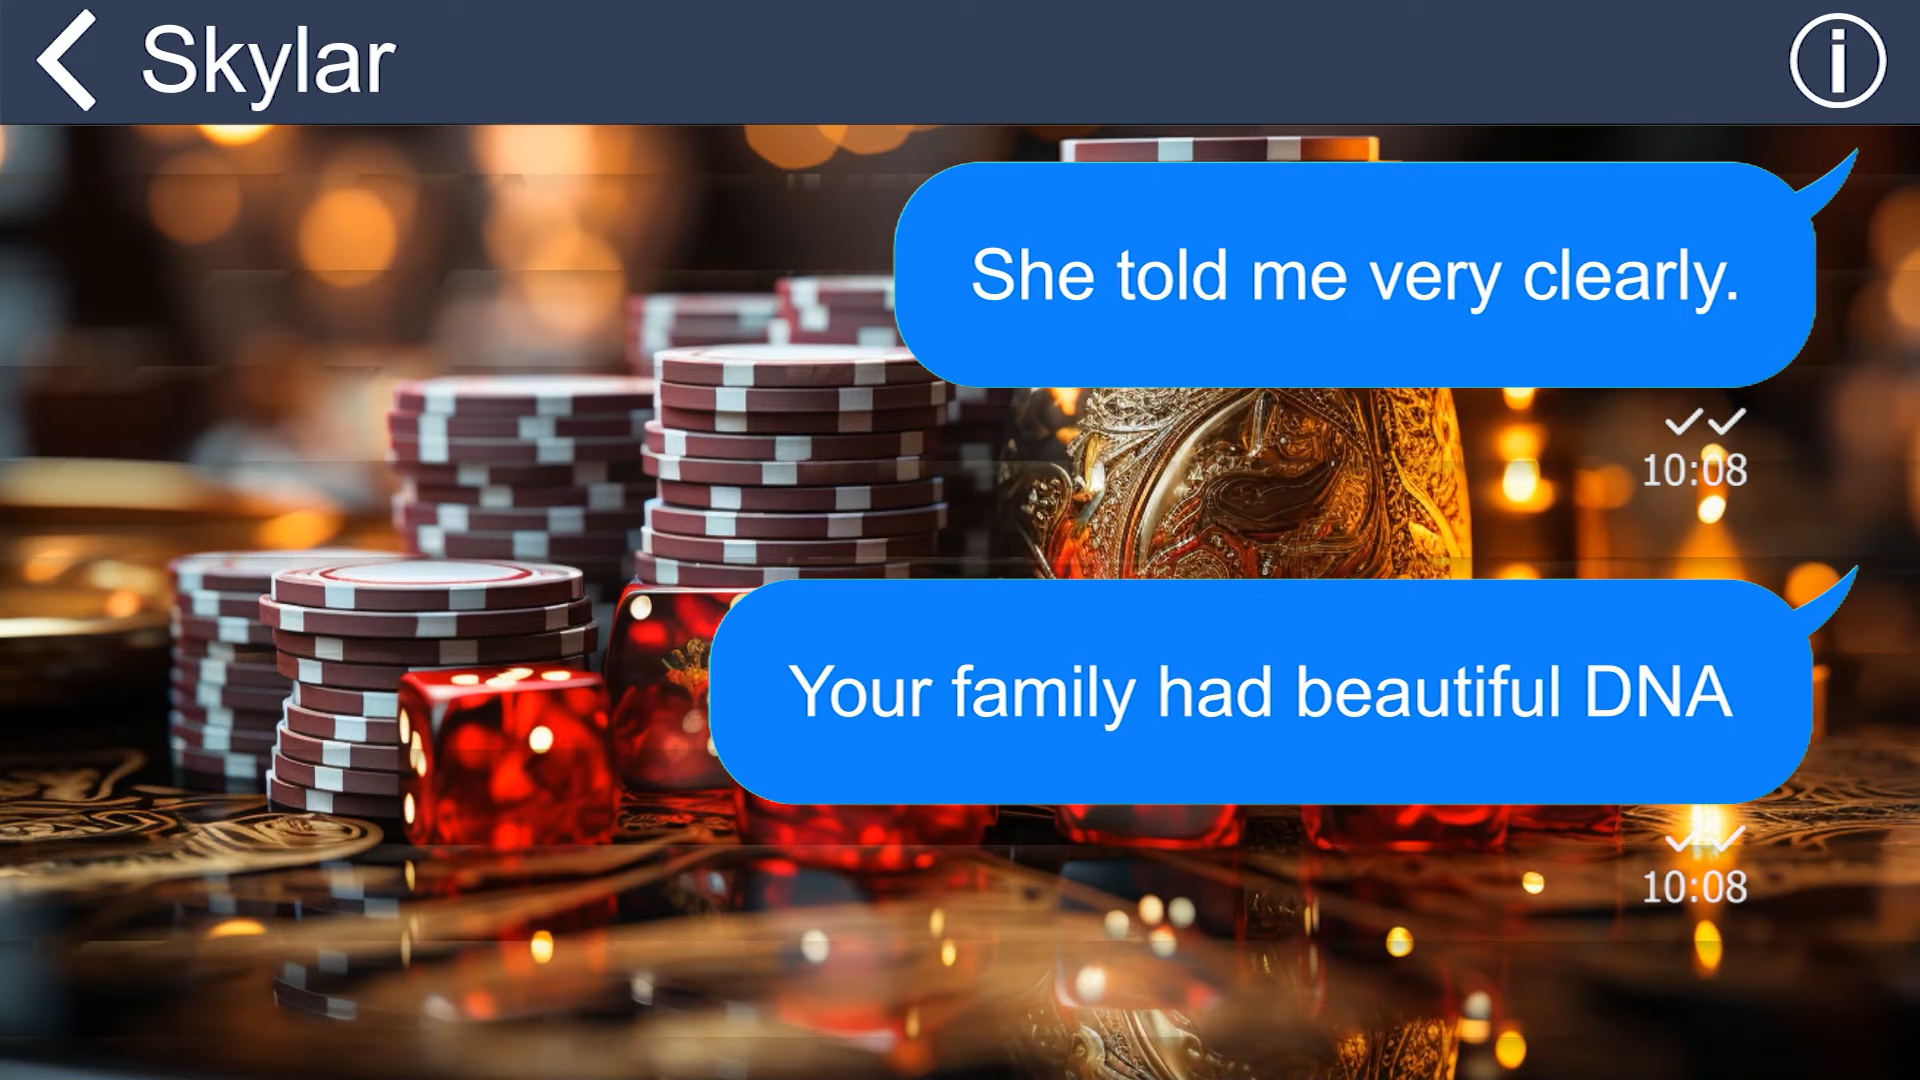 Skylar
She told me very clearly.
10:08
Your family had beautiful DNA
10:08